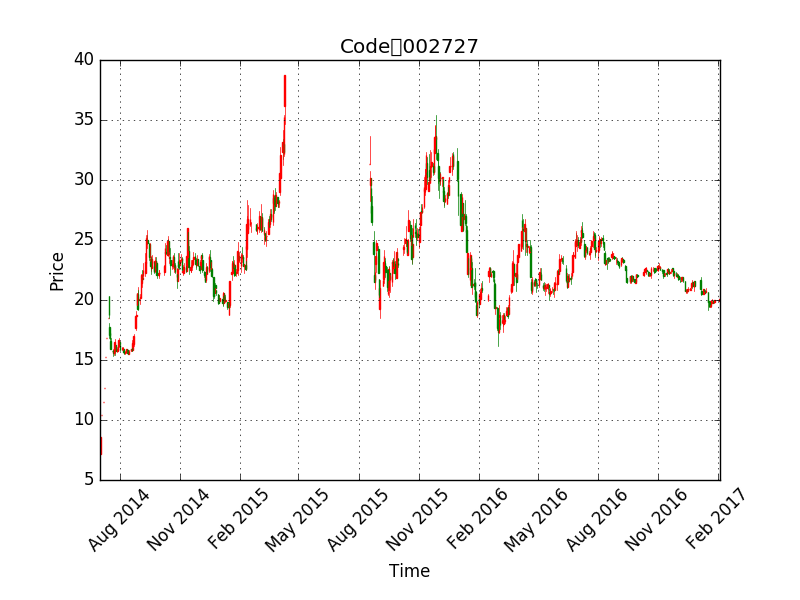 Code▯002727
40
35
30
25
20
15
10
5
Price
Aug 2014
Nov 2014
Feb 2015
May 2015
Aug 2015
Nov 2015
Feb 2016
May 2016
Aug 2016
Nov 2016
Feb 2017
Time